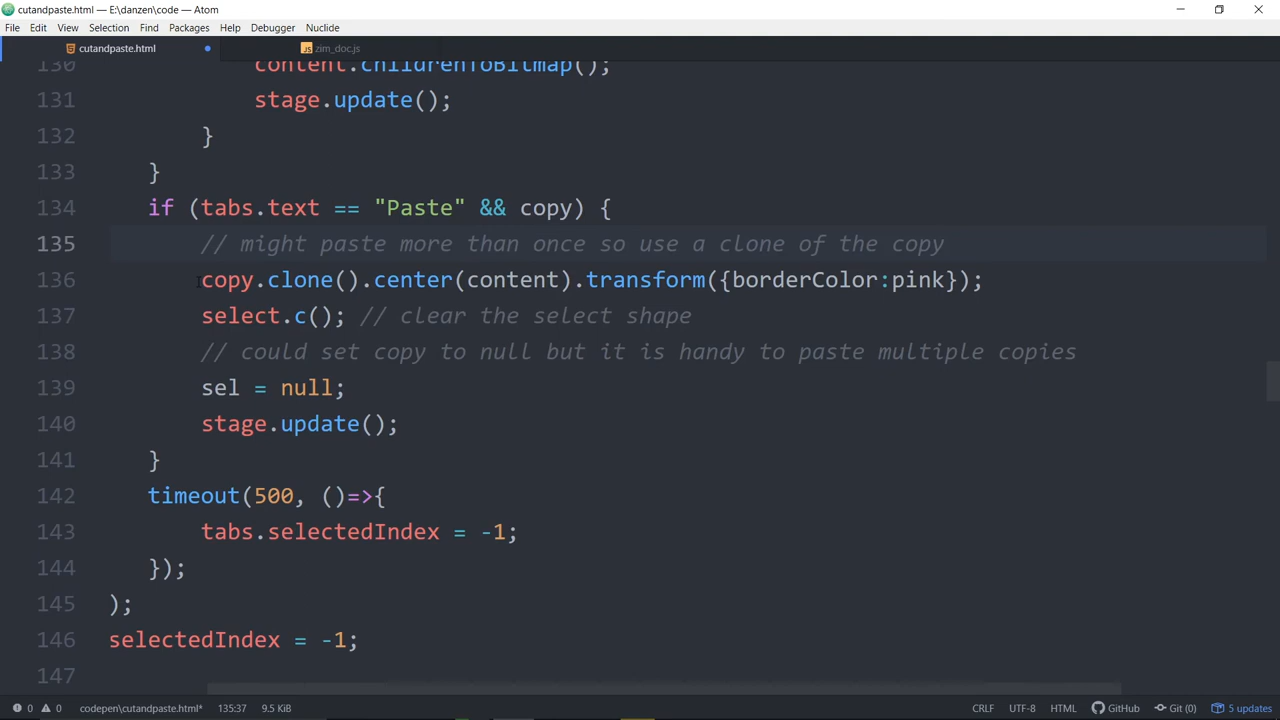 cutandpaste.html — E:\danzen\code — Atom
File Edit View Selection Find Packages Help Debugger Nuclide
cutandpaste.html zim_doc.js
130 content.childrenToBitmap();
131 stage.update();
132 }
133 }
134 if (tabs.text == "Paste" && copy) {
135 // might paste more than once so use a clone of the copy
136 copy.clone().center(content).transform({borderColor:pink});
137 select.c(); // clear the select shape
138 // could set copy to null but it is handy to paste multiple copies
139 sel = null;
140 stage.update();
141 }
142 timeout(500, ()=>{
143 tabs.selectedIndex = -1;
144 });
145 );
146 selectedIndex = -1;
147
0 0 codepen\cutandpaste.html* 135:37 9.5 KiB CRLF UTF-8 HTML GitHub Git (0) 5 updates